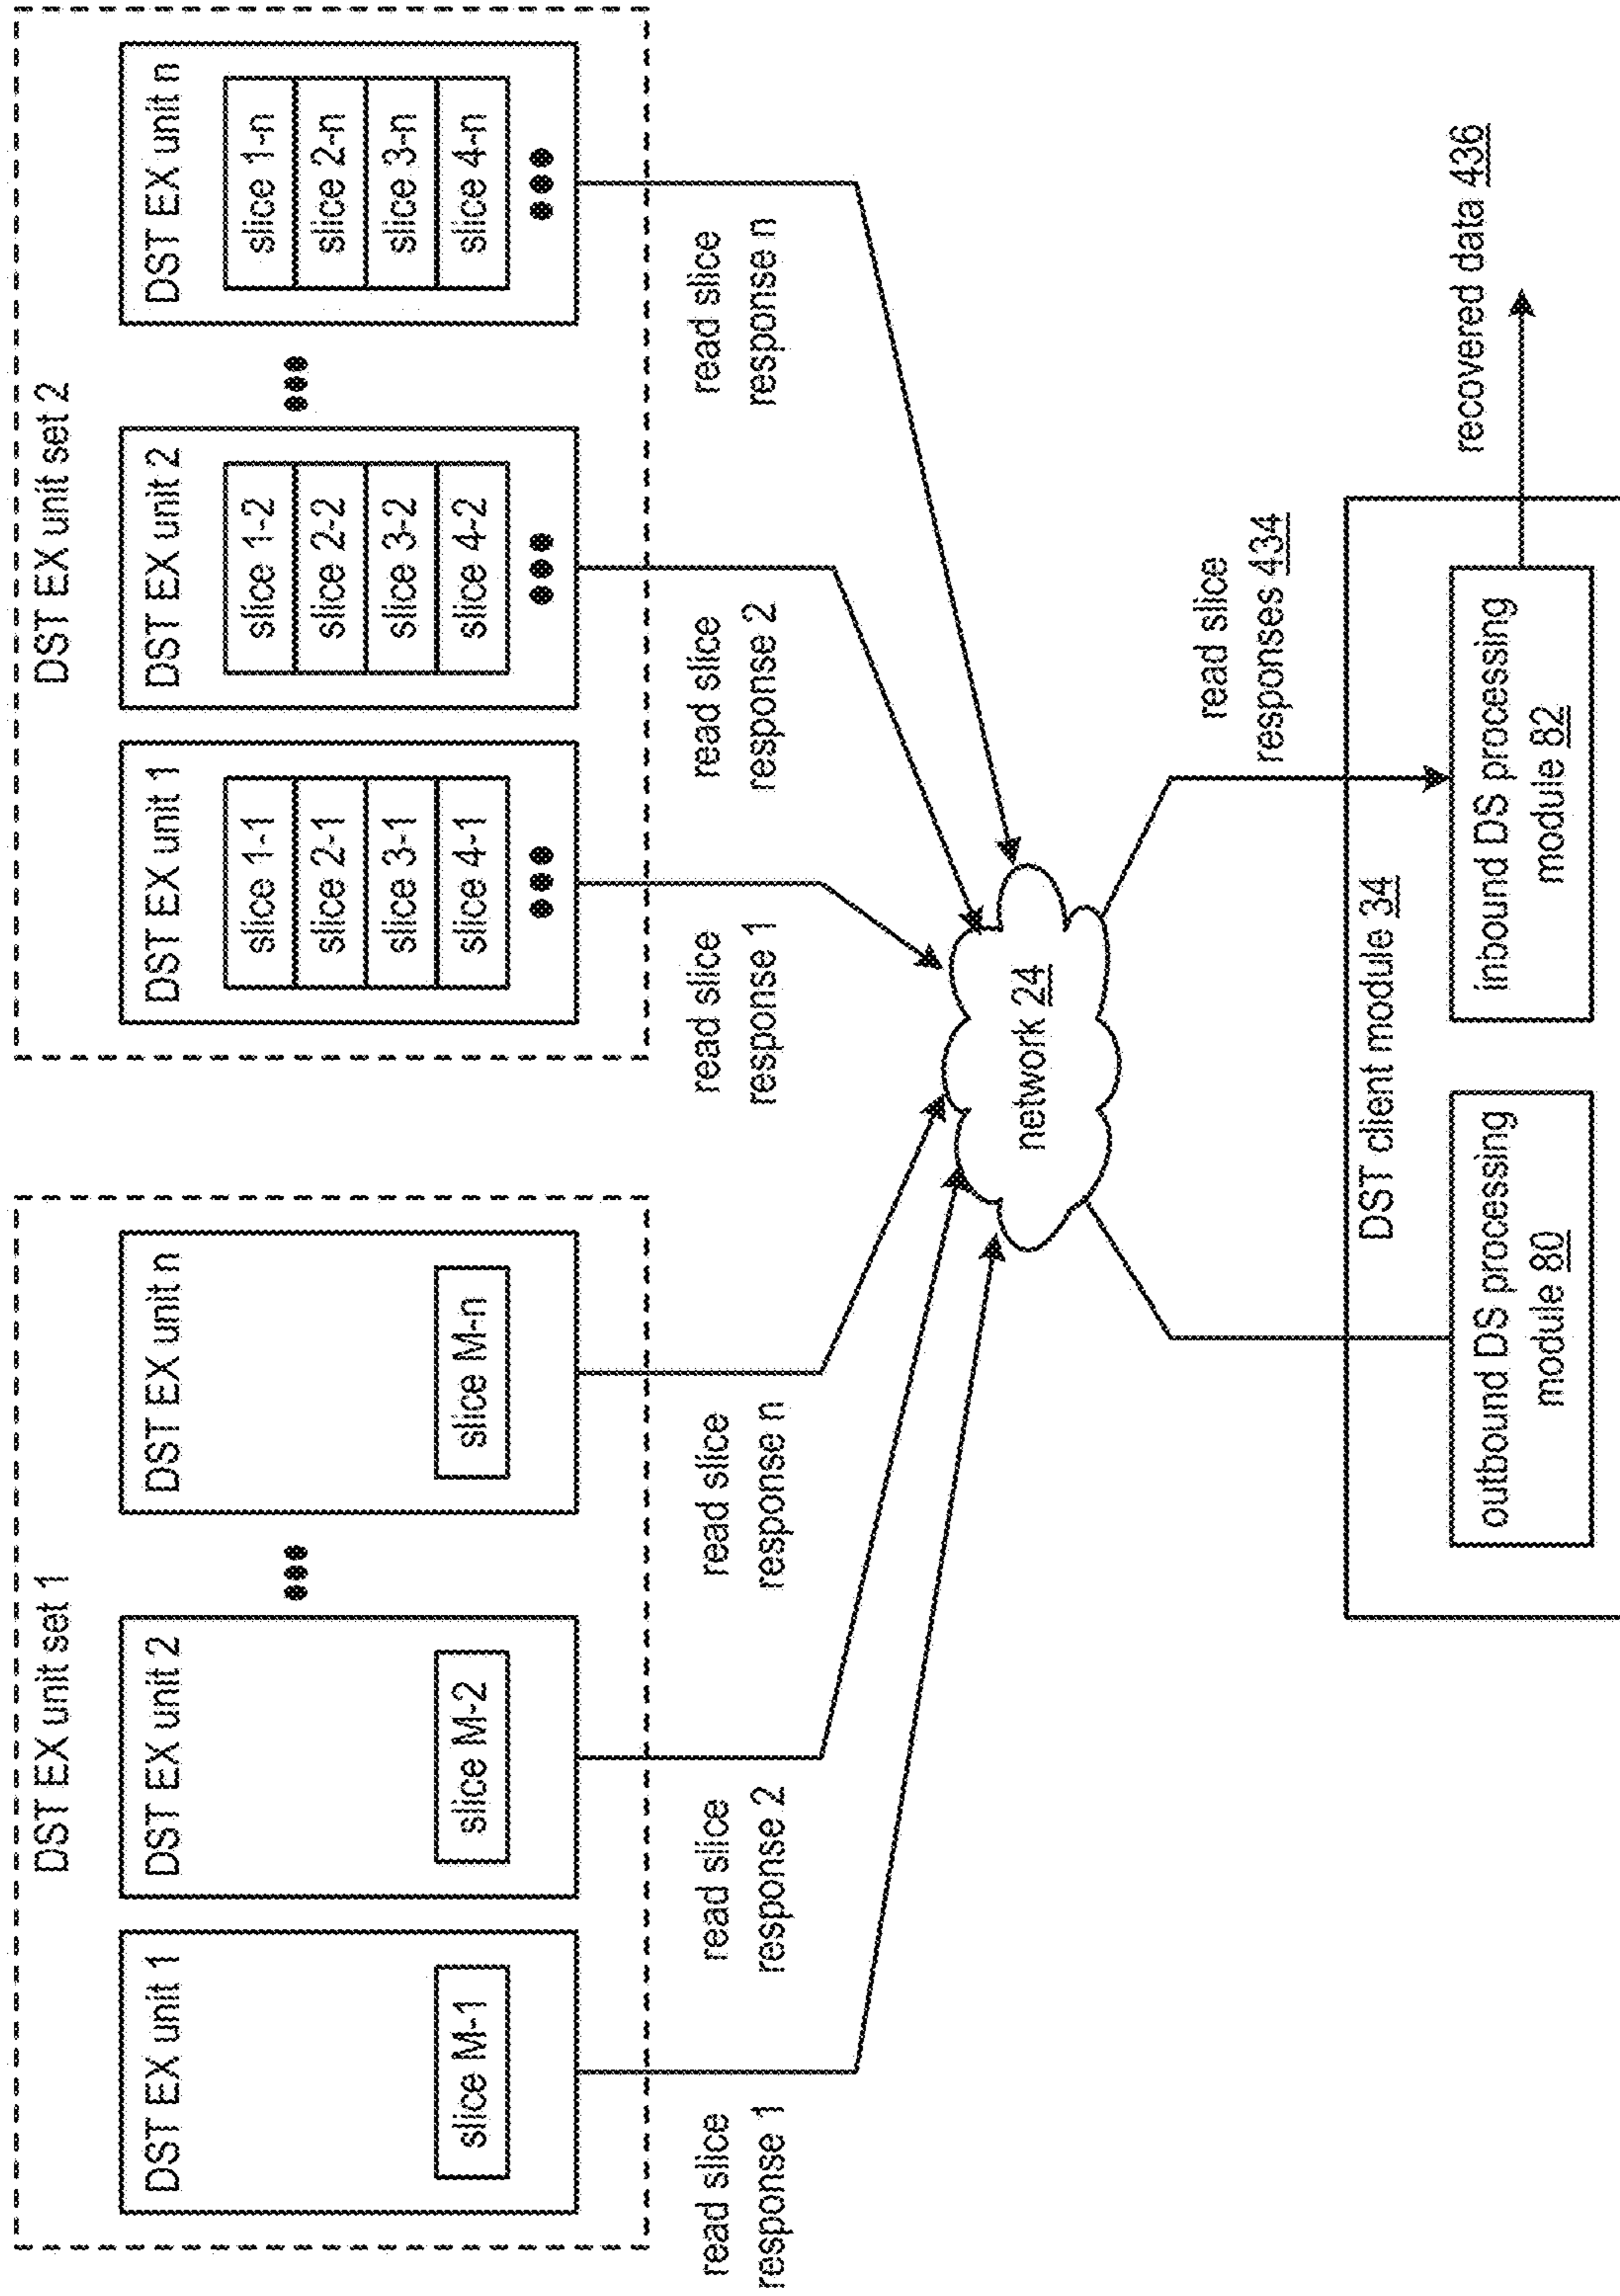 DST EX unit set 1
DST EX unit 1
slice M-1
DST EX unit 2
slice M-2
DST EX unit n
slice M-n
DST EX unit set 2
DST EX unit 1
slice 1-1
slice 2-1
slice 3-1
slice 4-1
DST EX unit 2
slice 1-2
slice 2-2
slice 3-2
slice 4-2
DST EX unit n
slice 1-n
slice 2-n
slice 3-n
slice 4-n
read slice
response 1
read slice
response 2
read slice
response n
read slice
response 1
read slice
response 2
read slice
response n
network 24
read slice
responses 434
DST client module 34
outbound DS processing
module 80
inbound DS processing
module 82
recovered data 436